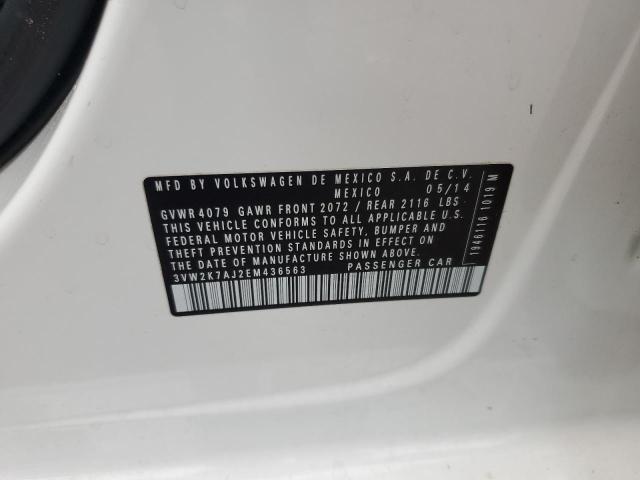 MFD BY VOLKSWAGEN DE MEXICO S.A. DE C.V.
MEXICO 05/14
GVWR 4079 GAWR FRONT 2072 / REAR 2116 LBS
THIS VEHICLE CONFORMS TO ALL APPLICABLE U.S.
FEDERAL MOTOR VEHICLE SAFETY, BUMPER AND
THEFT PREVENTION STANDARDS IN EFFECT ON
THE DATE OF MANUFACTURE SHOWN ABOVE.
3VW2K7AJ2EM436563 PASSENGER CAR
1940116 1019 M